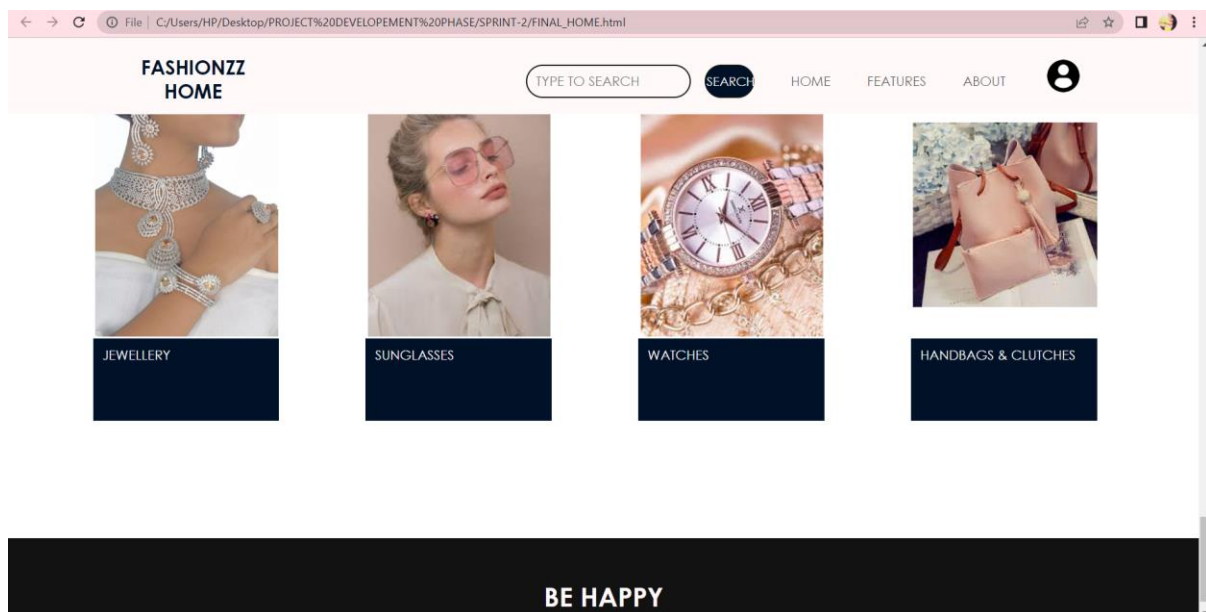 File
C:/Users/HP/Desktop/PROJECT%20DEVELOPEMENT%20PHASE/SPRINT-2/FINAL_HOME.html
FASHIONZZ
HOME
TYPE TO SEARCH
SEARCH
HOME
FEATURES
ABOUT
JEWELLERY
SUNGLASSES
WATCHES
HANDBAGS & CLUTCHES
BE HAPPY